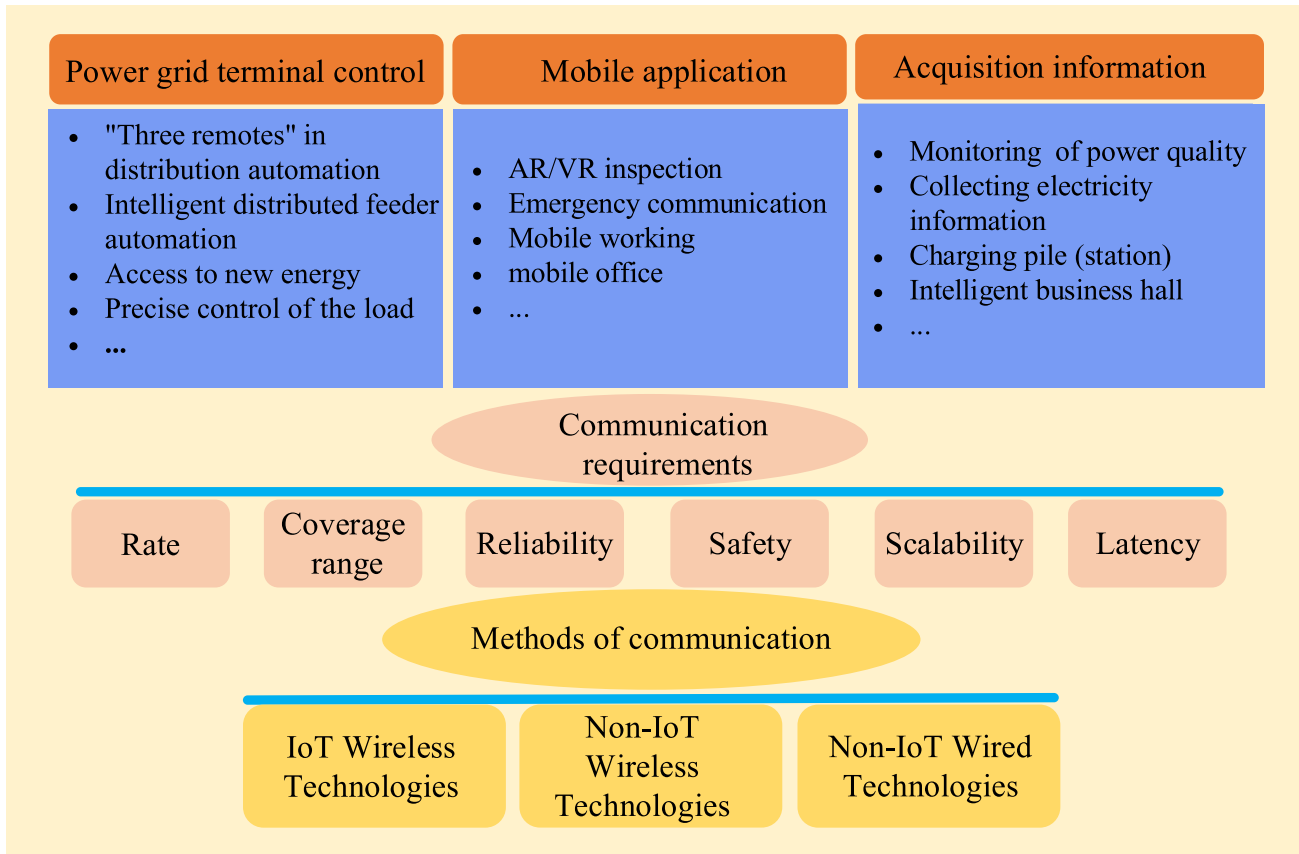 Power grid terminal control
• "Three remotes" in
distribution automation
• Intelligent distributed feeder
automation
• Access to new energy
• Precise control of the load
• ...
Mobile application
• AR/VR inspection
• Emergency communication
• Mobile working
• mobile office
• ...
Acquisition information
• Monitoring of power quality
• Collecting electricity
information
• Charging pile (station)
• Intelligent business hall
• ...
Communication
requirements
Rate
Coverage
range
Reliability
Safety
Scalability
Latency
Methods of communication
IoT Wireless
Technologies
Non-IoT
Wireless
Technologies
Non-IoT Wired
Technologies